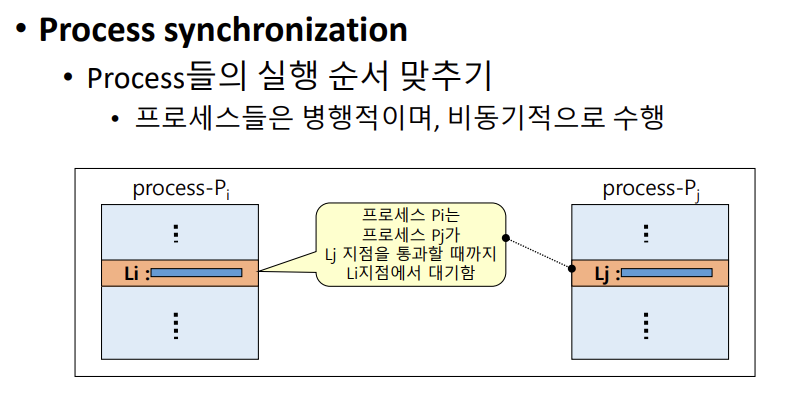 • Process synchronization
• Process들의 실행 순서 맞추기
• 프로세스들은 병행적이며, 비동기적으로 수행
process-Pi
process-Pj
프로세스 Pi는
프로세스 Pj가
Lj 지점을 통과할 때까지
Li지점에서 대기함
Li :
Lj :